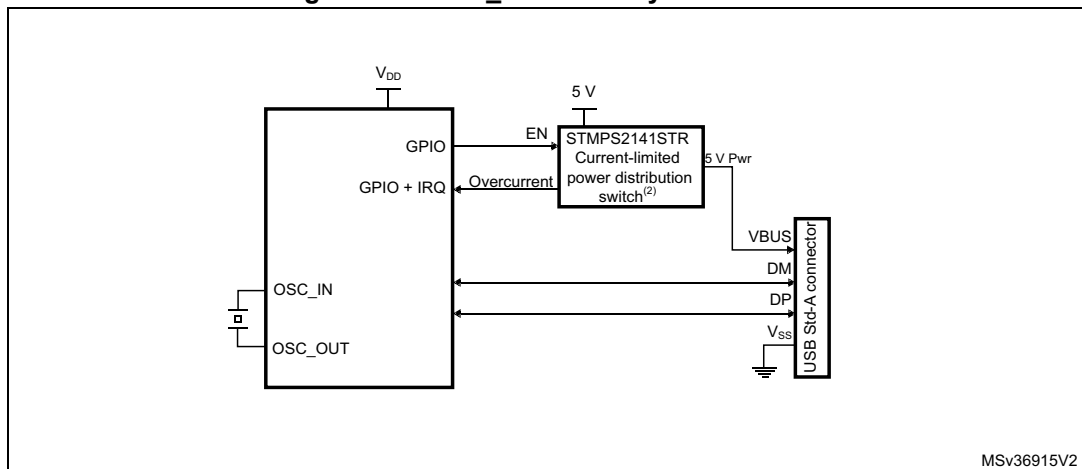 V_DD
5 V
GPIO
EN
STMPS2141STR
Current-limited
power distribution
switch(2)
5 V Pwr
GPIO + IRQ
Overcurrent
VBUS
DM
DP
V_SS
USB Std-A connector
OSC_IN
OSC_OUT
MSv36915V2